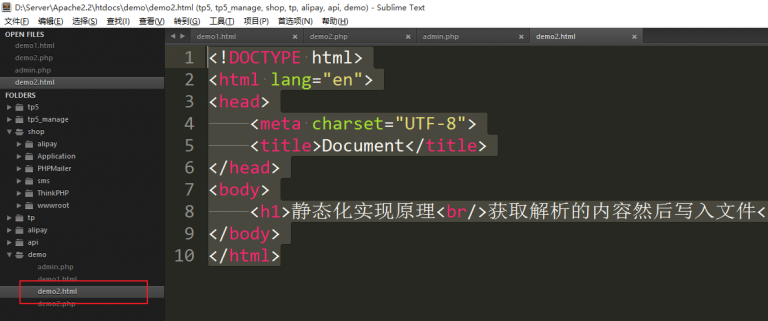 D:\Server\Apache2.2\htdocs\demo\demo2.html (tp5, tp5_manage, shop, tp, alipay, api, demo) - Sublime Text
文件(F) 编辑(E) 选择(S) 查找(I) 查看(V) 转到(G) 工具(T) 项目(P) 首选项(N) 帮助(H)
OPEN FILES
demo1.html
demo2.php
admin.php
demo2.html
FOLDERS
tp5
tp5_manage
shop
alipay
Application
PHPMailer
sms
ThinkPHP
wwwroot
tp
alipay
api
demo
admin.php
demo1.html
demo2.html
demo2.php
demo1.html demo2.php admin.php demo2.html
1 <!DOCTYPE html>
2 <html lang="en">
3 <head>
4 <meta charset="UTF-8">
5 <title>Document</title>
6 </head>
7 <body>
8 <h1>静态化实现原理<br/>获取解析的内容然后写入文件<
9 </body>
10 </html>